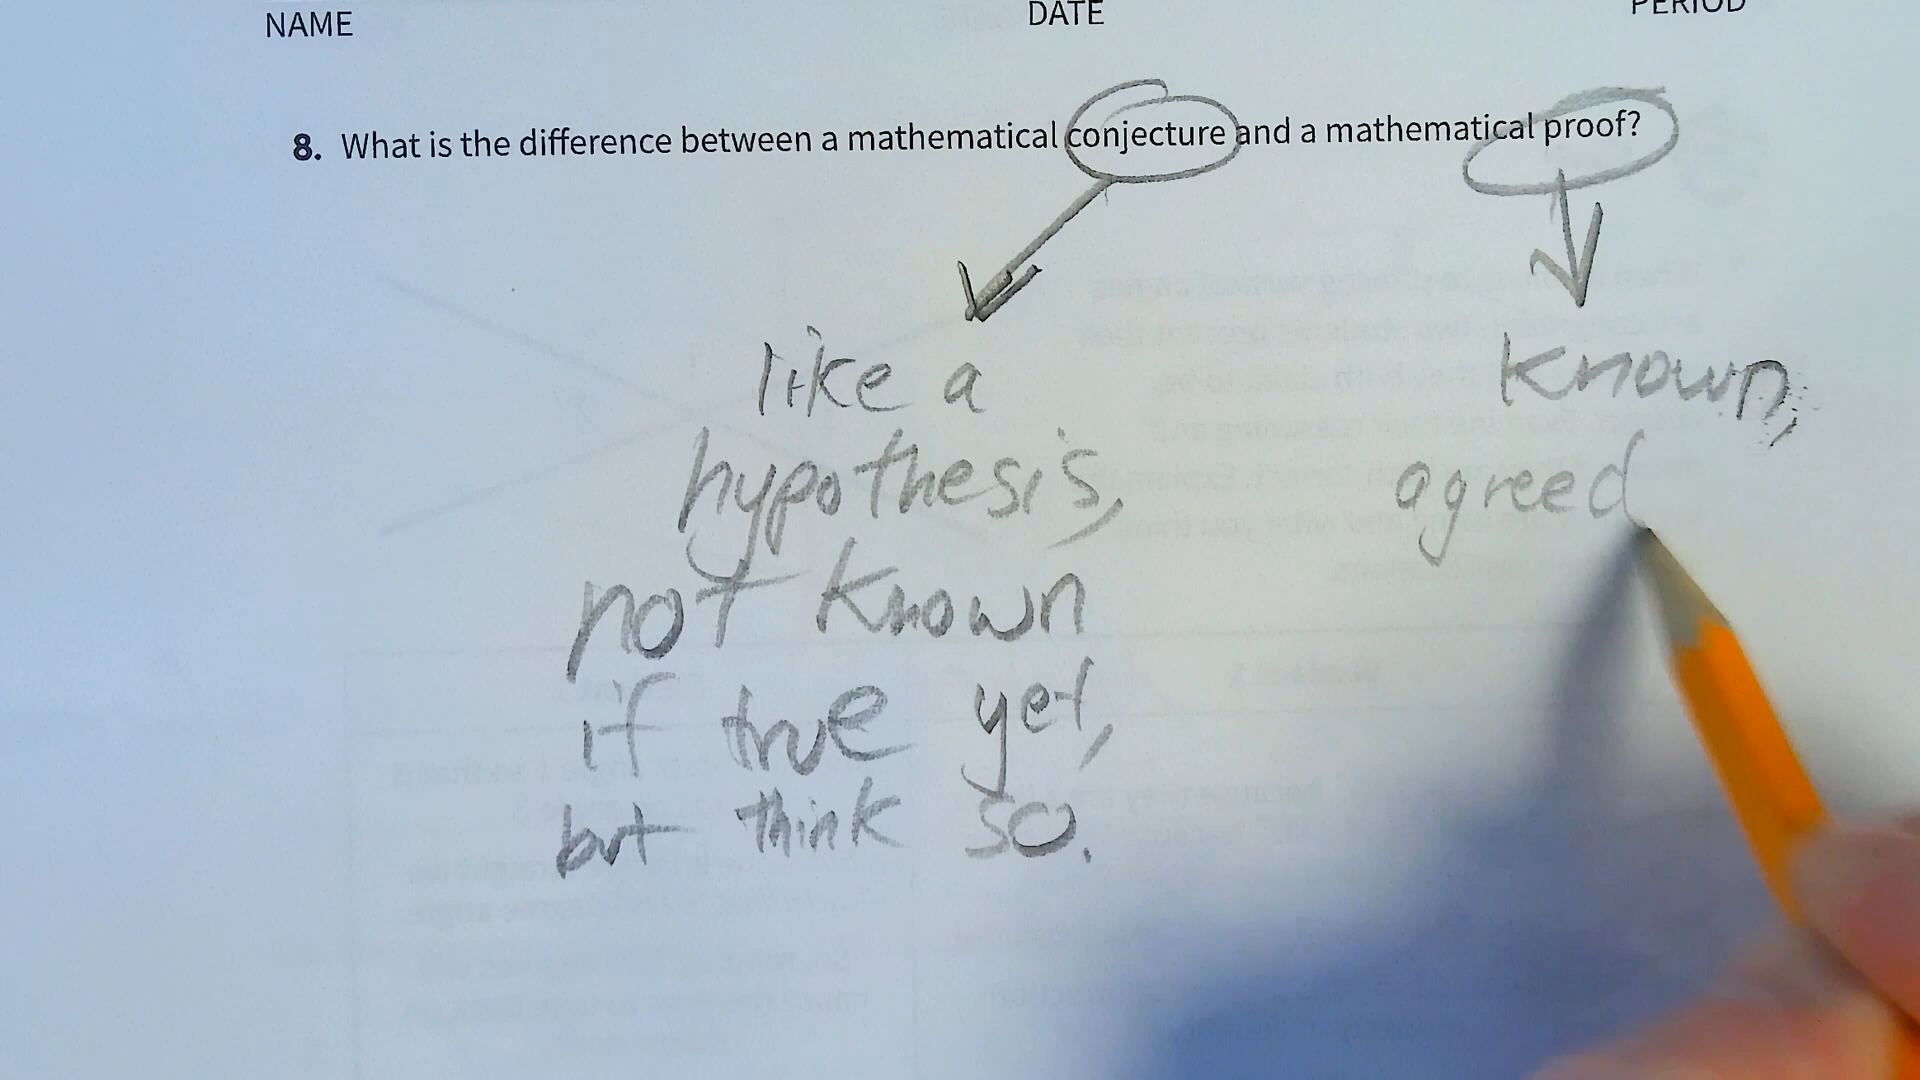 NAME DATE PERIOD
8. What is the difference between a mathematical conjecture and a mathematical proof?
like a
hypothesis,
not known
if true yet,
but think so.
known,
agreed